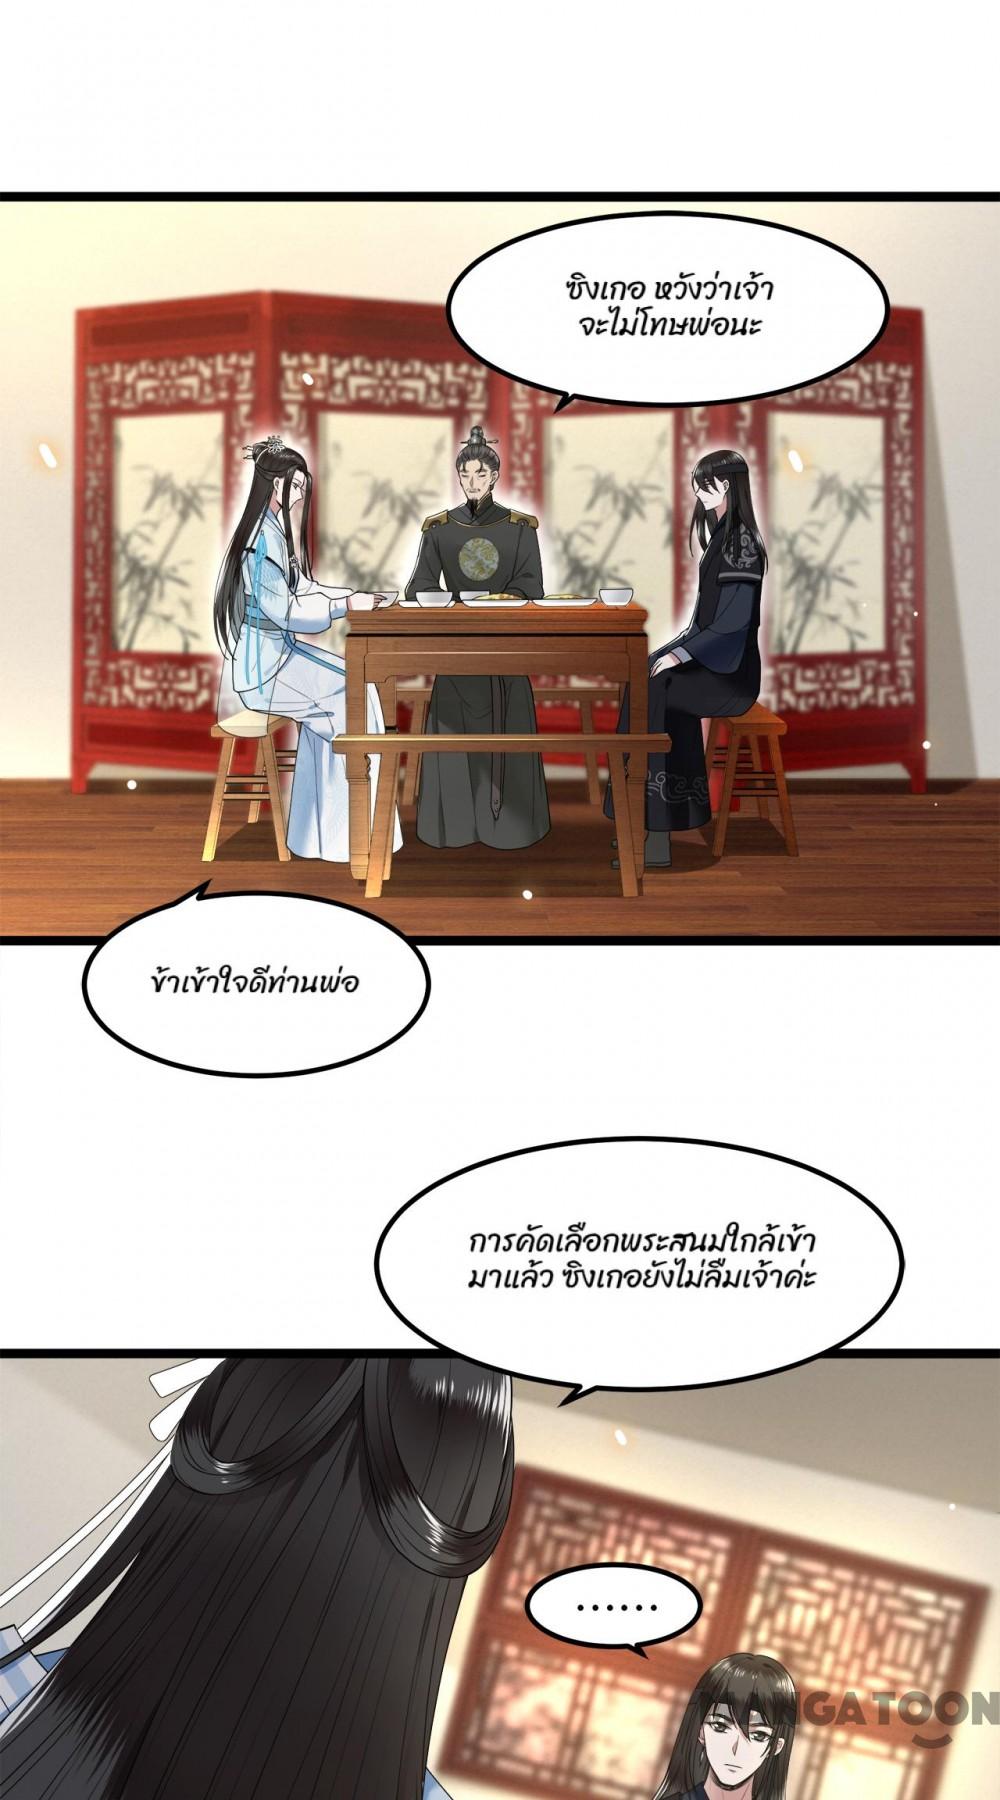 ซิงเกอ หวังว่าเจ้า
จะไม่โทษพ่อนะ
ข้าเข้าใจดีท่านพ่อ
การคัดเลือกพระสนมใกล้เข้า
มาแล้ว ซิงเกอยังไม่ลืมเจ้าค่ะ
......
MANGATOON